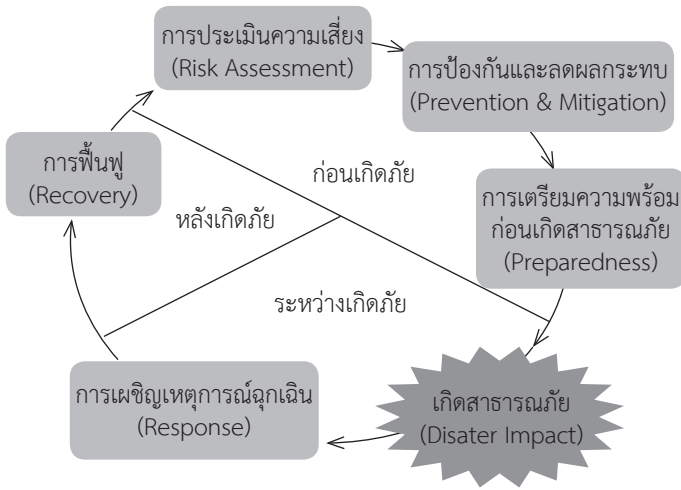 การประเมินความเสี่ยง
(Risk Assessment)
การป้องกันและลดผลกระทบ
(Prevention & Mitigation)
การฟื้นฟู
(Recovery)
ก่อนเกิดภัย
การเตรียมความพร้อม
ก่อนเกิดสาธารณภัย
(Preparedness)
หลังเกิดภัย
ระหว่างเกิดภัย
การเผชิญเหตุการณ์ฉุกเฉิน
(Response)
เกิดสาธารณภัย
(Disater Impact)